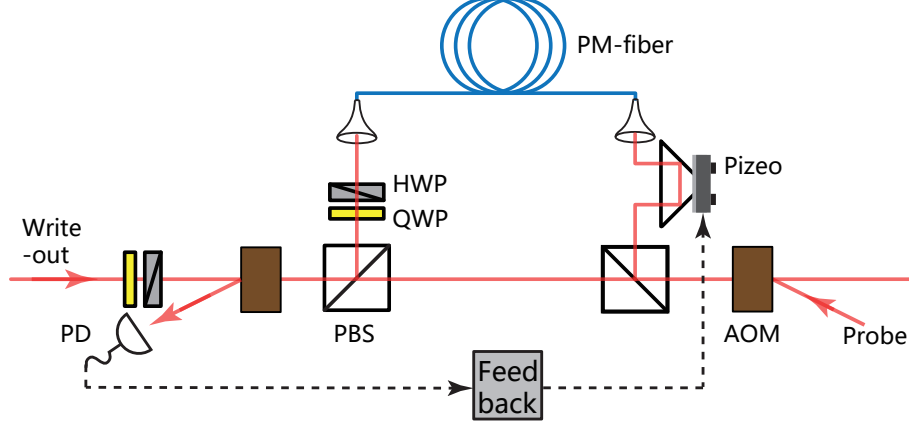 PM-fiber
HWP
QWP
Pizeo
Write
-out
PD
PBS
AOM
Probe
Feed
back